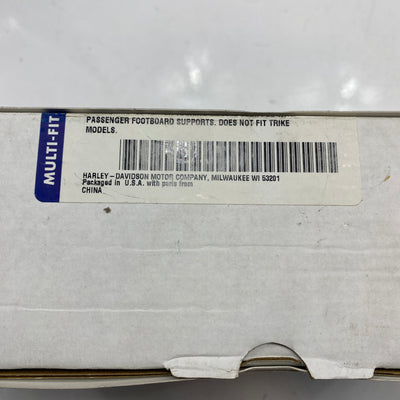 MULTI-FIT
PASSENGER FOOTBOARD SUPPORTS. DOES NOT FIT TRIKE
MODELS.
HARLEY-DAVIDSON MOTOR COMPANY, MILWAUKEE WI 53201
Packaged in U.S.A. with parts from
CHINA